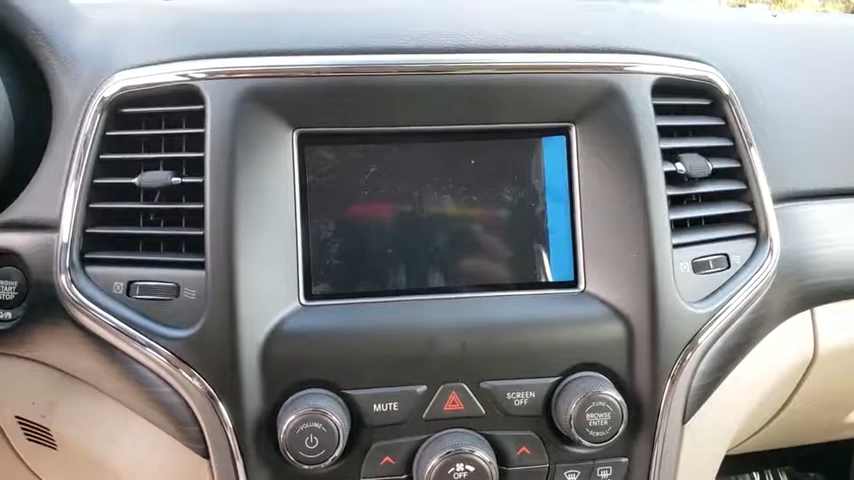 ENGINE
START
STOP
VOLUME
MUTE
SCREEN
OFF
TUNE/SCROLL
BROWSE
ENTER
OFF